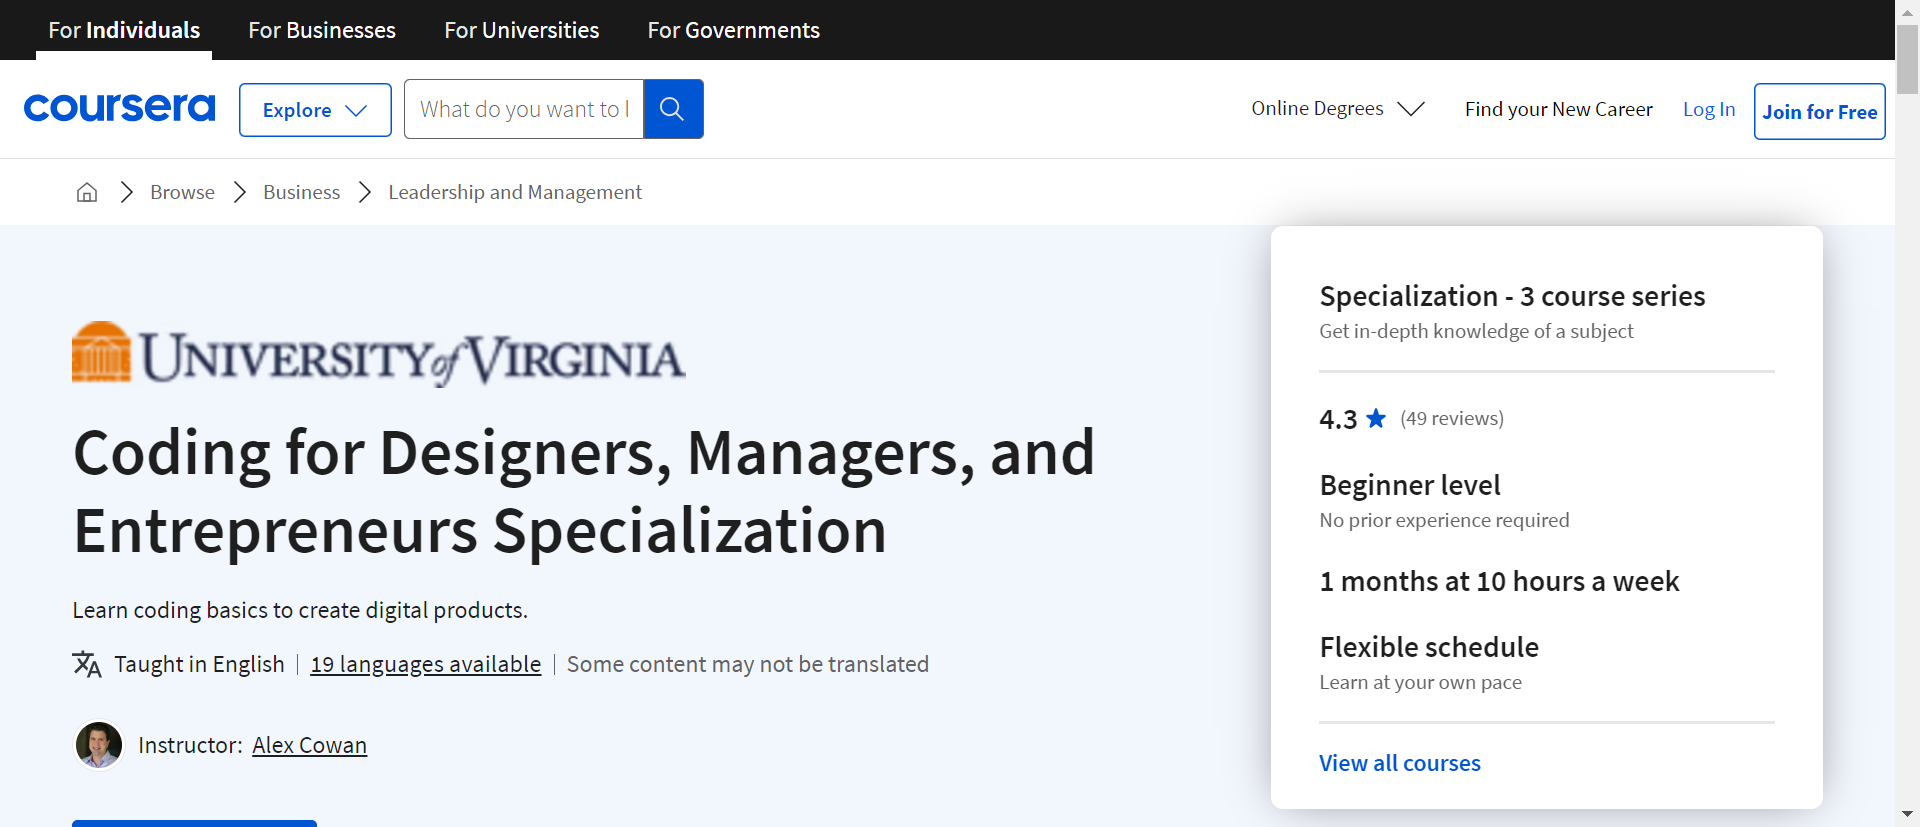 For Individuals For Businesses For Universities For Governments
coursera Explore What do you want to l Online Degrees Find your New Career Log In Join for Free
Browse Business Leadership and Management
UNIVERSITY of VIRGINIA
Coding for Designers, Managers, and
Entrepreneurs Specialization
Learn coding basics to create digital products.
Taught in English 19 languages available Some content may not be translated
Instructor: Alex Cowan
Specialization - 3 course series
Get in-depth knowledge of a subject
4.3 (49 reviews)
Beginner level
No prior experience required
1 months at 10 hours a week
Flexible schedule
Learn at your own pace
View all courses